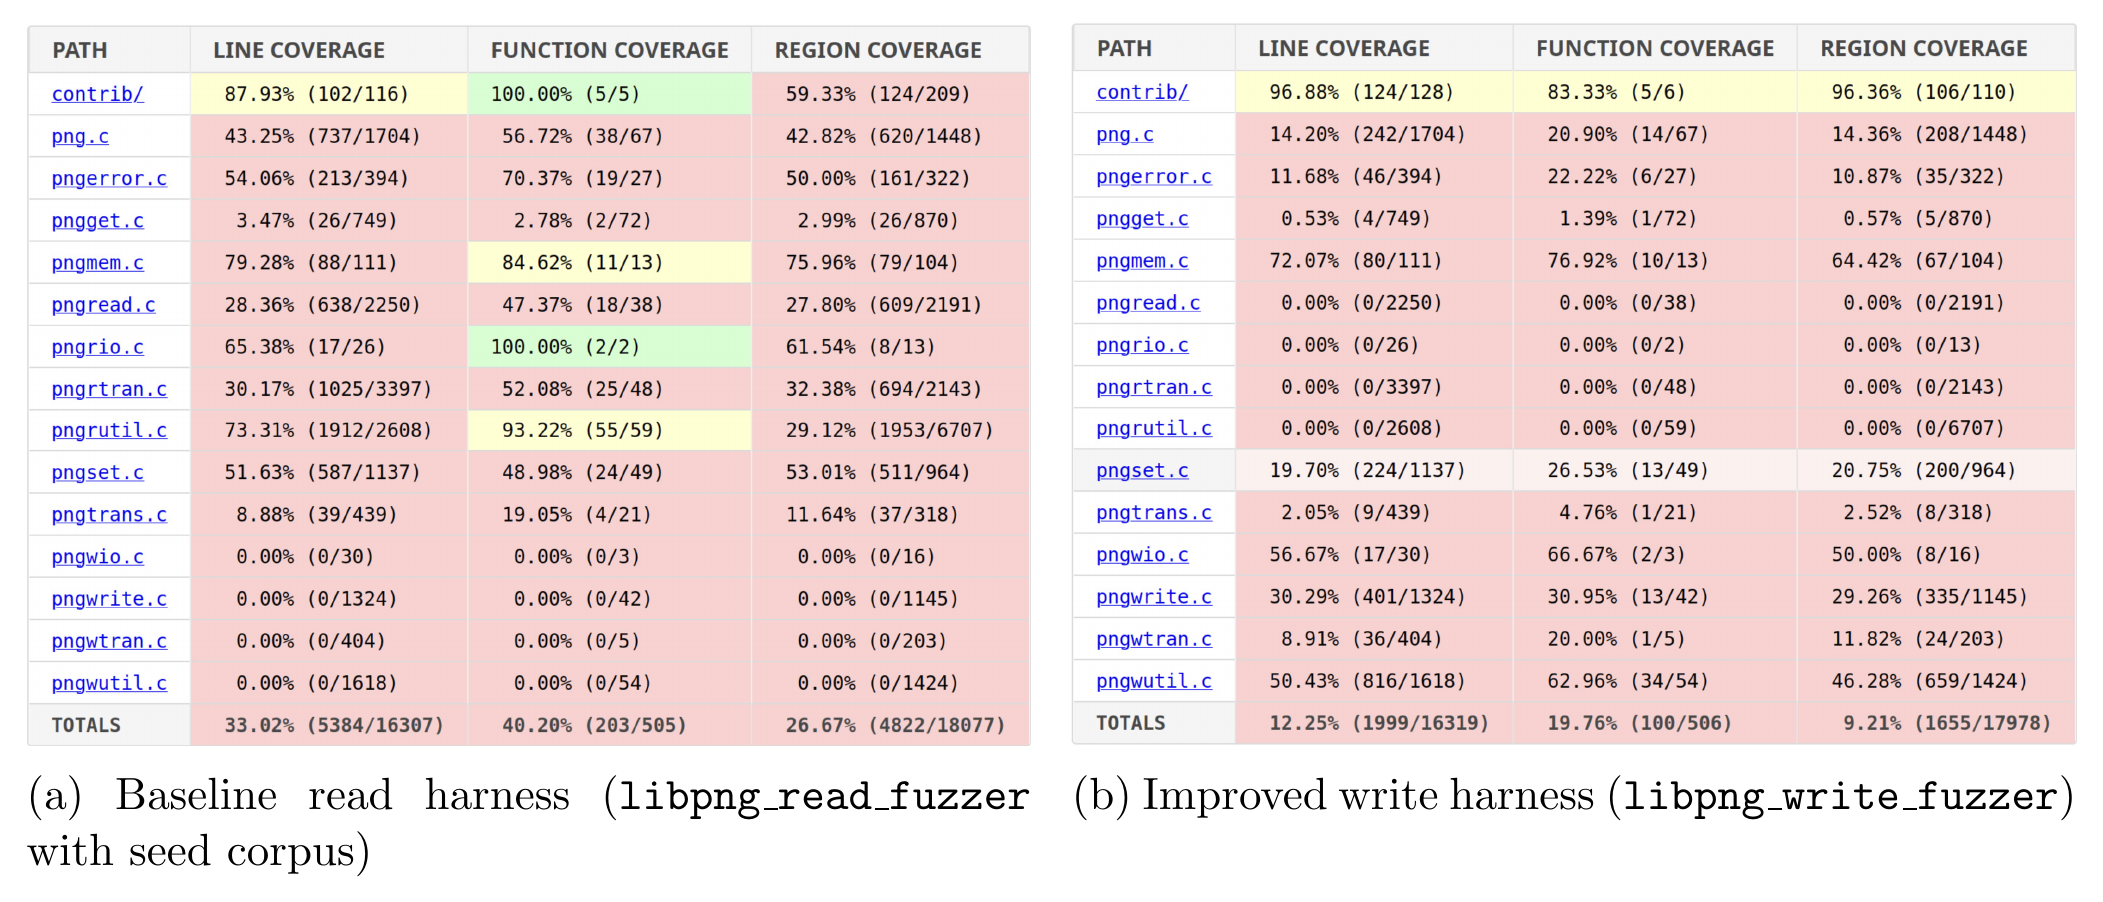 PATH LINE COVERAGE FUNCTION COVERAGE REGION COVERAGE
contrib/ 87.93% (102/116) 100.00% (5/5) 59.33% (124/209)
png.c 43.25% (737/1704) 56.72% (38/67) 42.82% (620/1448)
pngerror.c 54.06% (213/394) 70.37% (19/27) 50.00% (161/322)
pngget.c 3.47% (26/749) 2.78% (2/72) 2.99% (26/870)
pngmem.c 79.28% (88/111) 84.62% (11/13) 75.96% (79/104)
pngread.c 28.36% (638/2250) 47.37% (18/38) 27.80% (609/2191)
pngrio.c 65.38% (17/26) 100.00% (2/2) 61.54% (8/13)
pngrtran.c 30.17% (1025/3397) 52.08% (25/48) 32.38% (694/2143)
pngrutil.c 73.31% (1912/2608) 93.22% (55/59) 29.12% (1953/6707)
pngset.c 51.63% (587/1137) 48.98% (24/49) 53.01% (511/964)
pngtrans.c 8.88% (39/439) 19.05% (4/21) 11.64% (37/318)
pngwio.c 0.00% (0/30) 0.00% (0/3) 0.00% (0/16)
pngwrite.c 0.00% (0/1324) 0.00% (0/42) 0.00% (0/1145)
pngwtran.c 0.00% (0/404) 0.00% (0/5) 0.00% (0/203)
pngwutil.c 0.00% (0/1618) 0.00% (0/54) 0.00% (0/1424)
TOTALS 33.02% (5384/16307) 40.20% (203/505) 26.67% (4822/18077)
(a) Baseline read harness (libpng_read_fuzzer
with seed corpus)
PATH LINE COVERAGE FUNCTION COVERAGE REGION COVERAGE
contrib/ 96.88% (124/128) 83.33% (5/6) 96.36% (106/110)
png.c 14.20% (242/1704) 20.90% (14/67) 14.36% (208/1448)
pngerror.c 11.68% (46/394) 22.22% (6/27) 10.87% (35/322)
pngget.c 0.53% (4/749) 1.39% (1/72) 0.57% (5/870)
pngmem.c 72.07% (80/111) 76.92% (10/13) 64.42% (67/104)
pngread.c 0.00% (0/2250) 0.00% (0/38) 0.00% (0/2191)
pngrio.c 0.00% (0/26) 0.00% (0/2) 0.00% (0/13)
pngrtran.c 0.00% (0/3397) 0.00% (0/48) 0.00% (0/2143)
pngrutil.c 0.00% (0/2608) 0.00% (0/59) 0.00% (0/6707)
pngset.c 19.70% (224/1137) 26.53% (13/49) 20.75% (200/964)
pngtrans.c 2.05% (9/439) 4.76% (1/21) 2.52% (8/318)
pngwio.c 56.67% (17/30) 66.67% (2/3) 50.00% (8/16)
pngwrite.c 30.29% (401/1324) 30.95% (13/42) 29.26% (335/1145)
pngwtran.c 8.91% (36/404) 20.00% (1/5) 11.82% (24/203)
pngwutil.c 50.43% (816/1618) 62.96% (34/54) 46.28% (659/1424)
TOTALS 12.25% (1999/16319) 19.76% (100/506) 9.21% (1655/17978)
(b) Improved write harness (libpng_write_fuzzer)